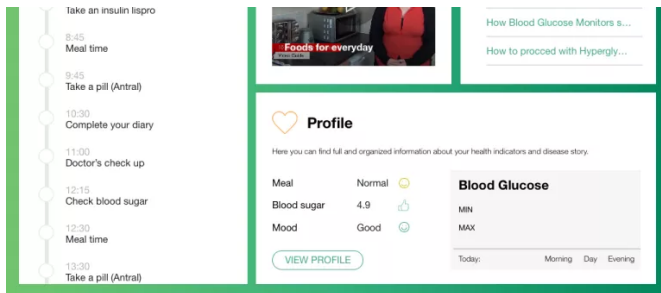 Take an insulin lispro
8:45
Meal time
9:45
Take a pill (Antral)
10:30
Complete your diary
11:00
Doctor's check up
12:15
Check blood sugar
12:30
Meal time
13:30
Take a pill (Antral)
Foods for everyday
How Blood Glucose Monitors s...
How to procced with Hypergly...
Profile
Here you can find full and organized information about your health indicators and disease story.
Meal Normal
Blood sugar 4.9
Mood Good
VIEW PROFILE
Blood Glucose
MIN
MAX
Today: Morning Day Evening